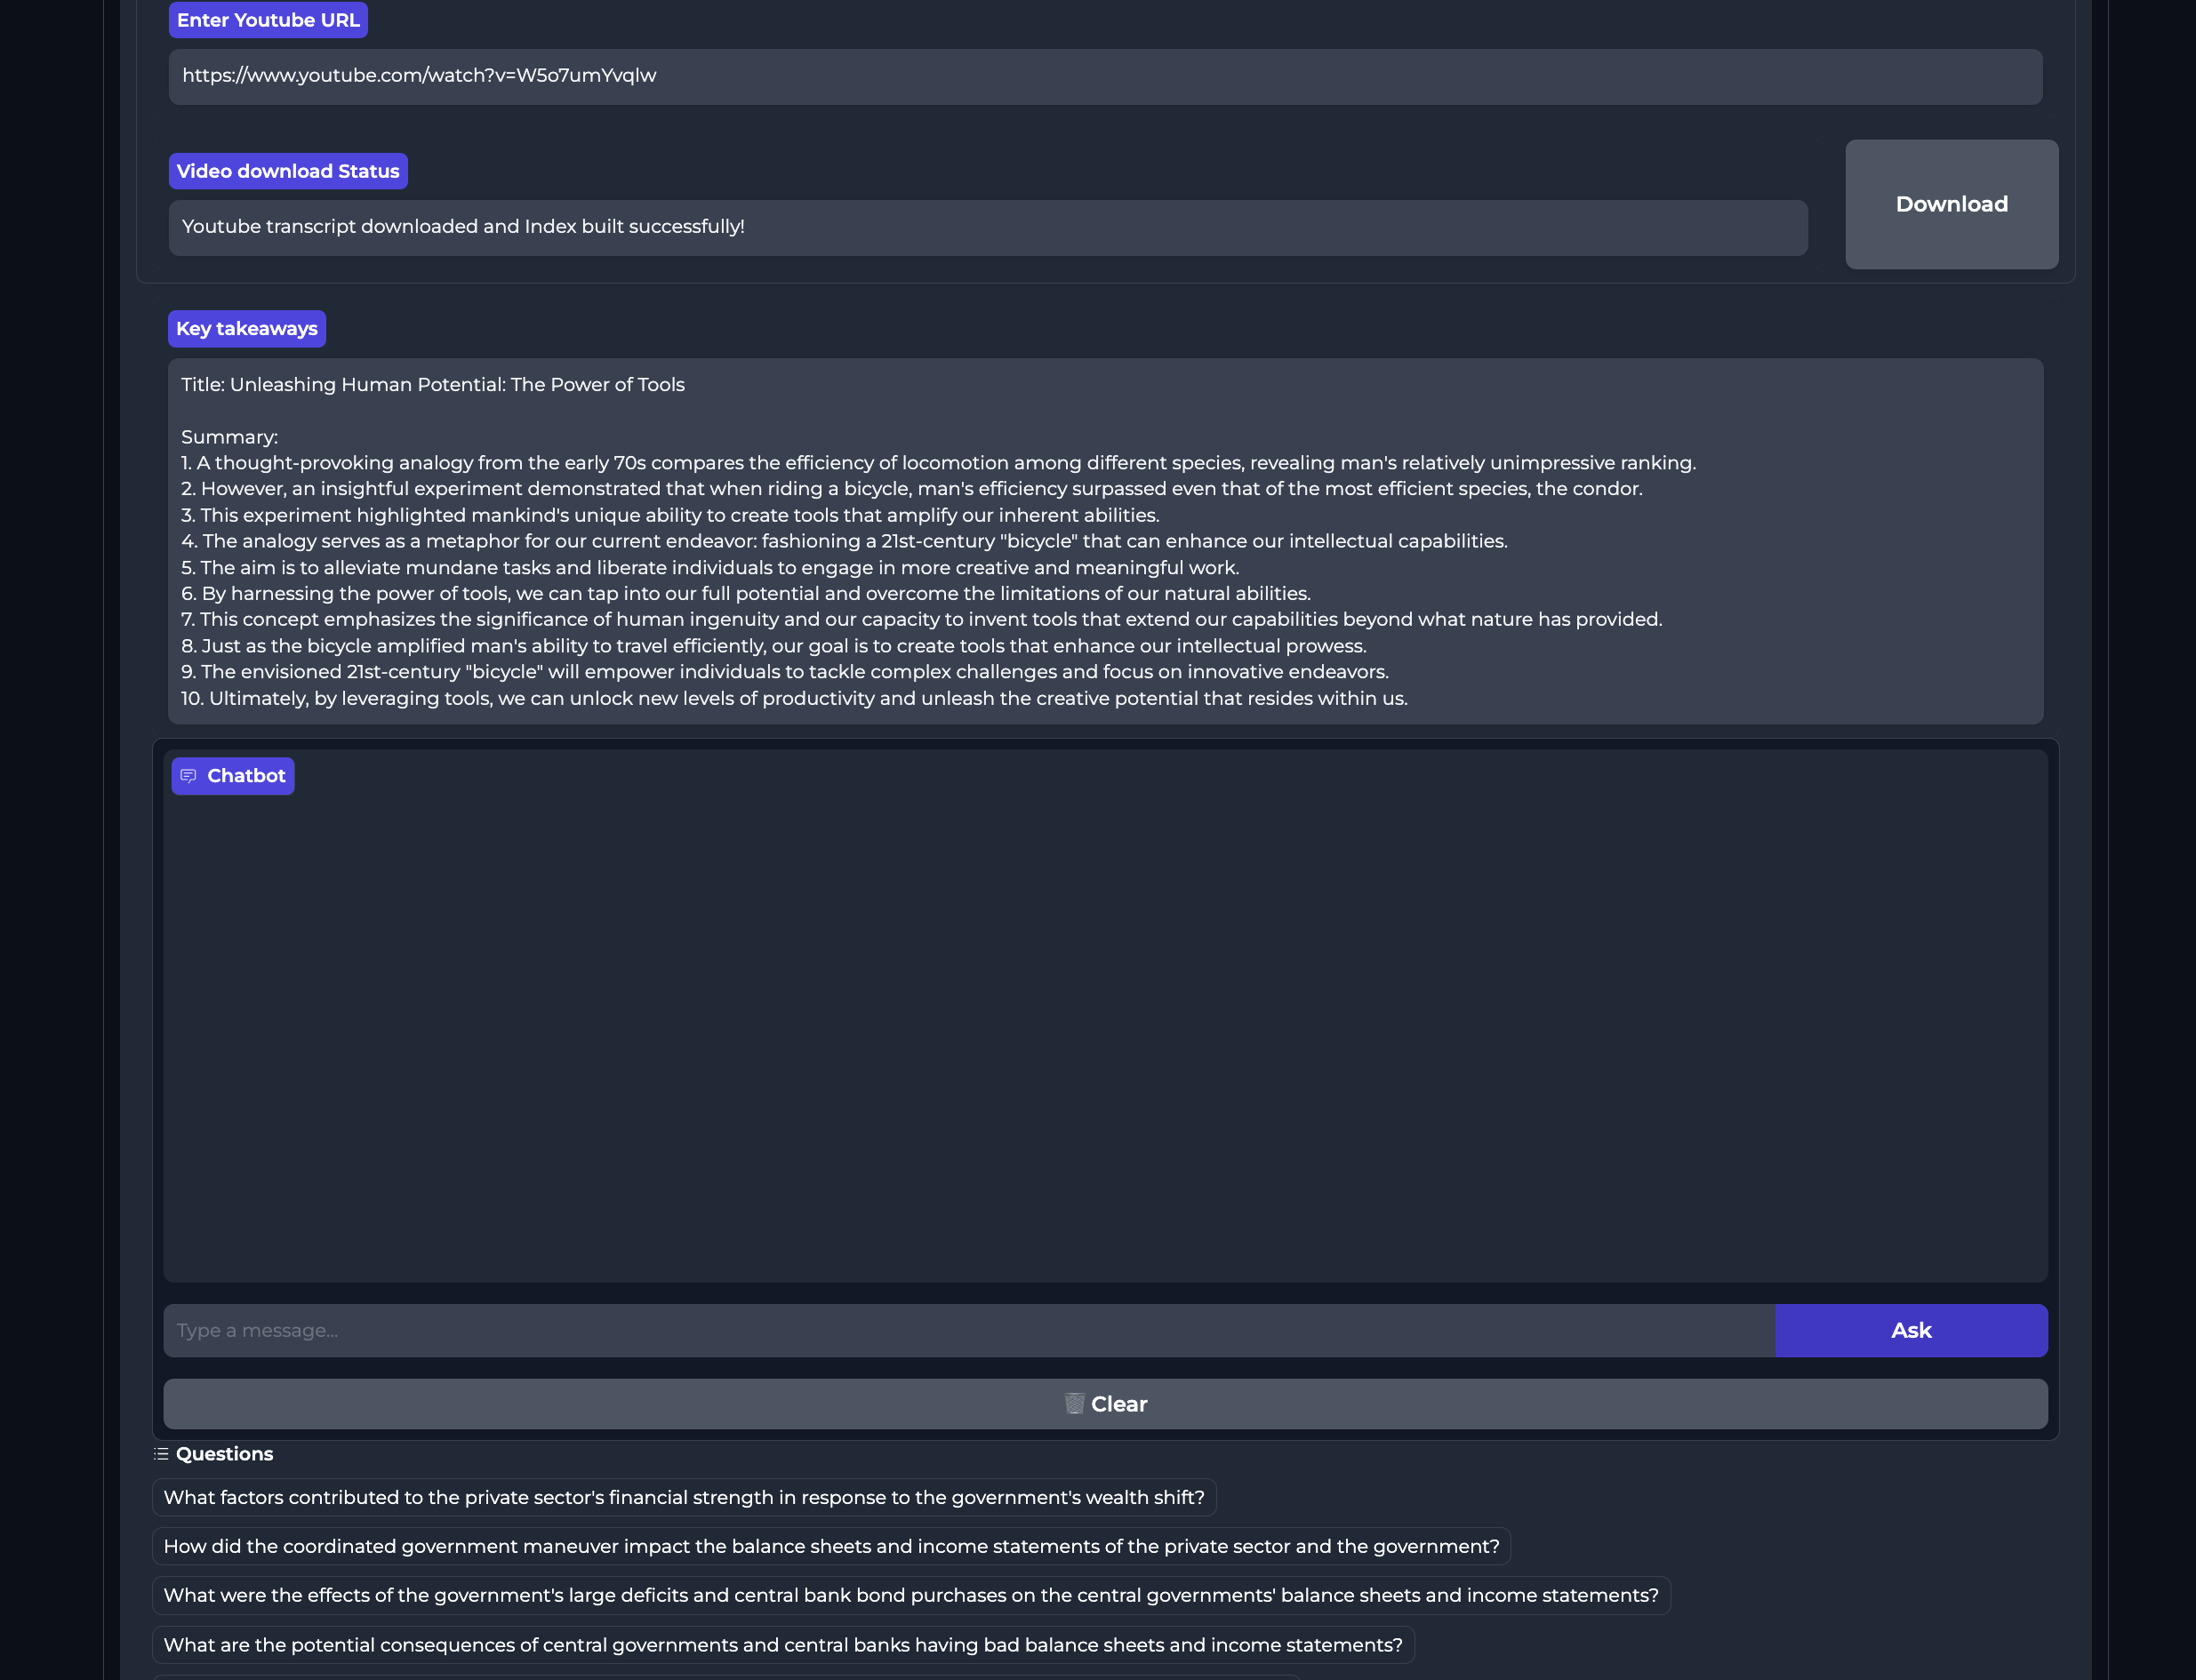 Enter Youtube URL
https://www.youtube.com/watch?v=W5o7umYvqlw
Video download Status
Youtube transcript downloaded and Index built successfully!
Download
Key takeaways
Title: Unleashing Human Potential: The Power of Tools
Summary:
1. A thought-provoking analogy from the early 70s compares the efficiency of locomotion among different species, revealing man's relatively unimpressive ranking.
2. However, an insightful experiment demonstrated that when riding a bicycle, man's efficiency surpassed even that of the most efficient species, the condor.
3. This experiment highlighted mankind's unique ability to create tools that amplify our inherent abilities.
4. The analogy serves as a metaphor for our current endeavor: fashioning a 21st-century "bicycle" that can enhance our intellectual capabilities.
5. The aim is to alleviate mundane tasks and liberate individuals to engage in more creative and meaningful work.
6. By harnessing the power of tools, we can tap into our full potential and overcome the limitations of our natural abilities.
7. This concept emphasizes the significance of human ingenuity and our capacity to invent tools that extend our capabilities beyond what nature has provided.
8. Just as the bicycle amplified man's ability to travel efficiently, our goal is to create tools that enhance our intellectual prowess.
9. The envisioned 21st-century "bicycle" will empower individuals to tackle complex challenges and focus on innovative endeavors.
10. Ultimately, by leveraging tools, we can unlock new levels of productivity and unleash the creative potential that resides within us.
Chatbot
Type a message...
Ask
Clear
Questions
What factors contributed to the private sector's financial strength in response to the government's wealth shift?
How did the coordinated government maneuver impact the balance sheets and income statements of the private sector and the government?
What were the effects of the government's large deficits and central bank bond purchases on the central governments' balance sheets and income statements?
What are the potential consequences of central governments and central banks having bad balance sheets and income statements?